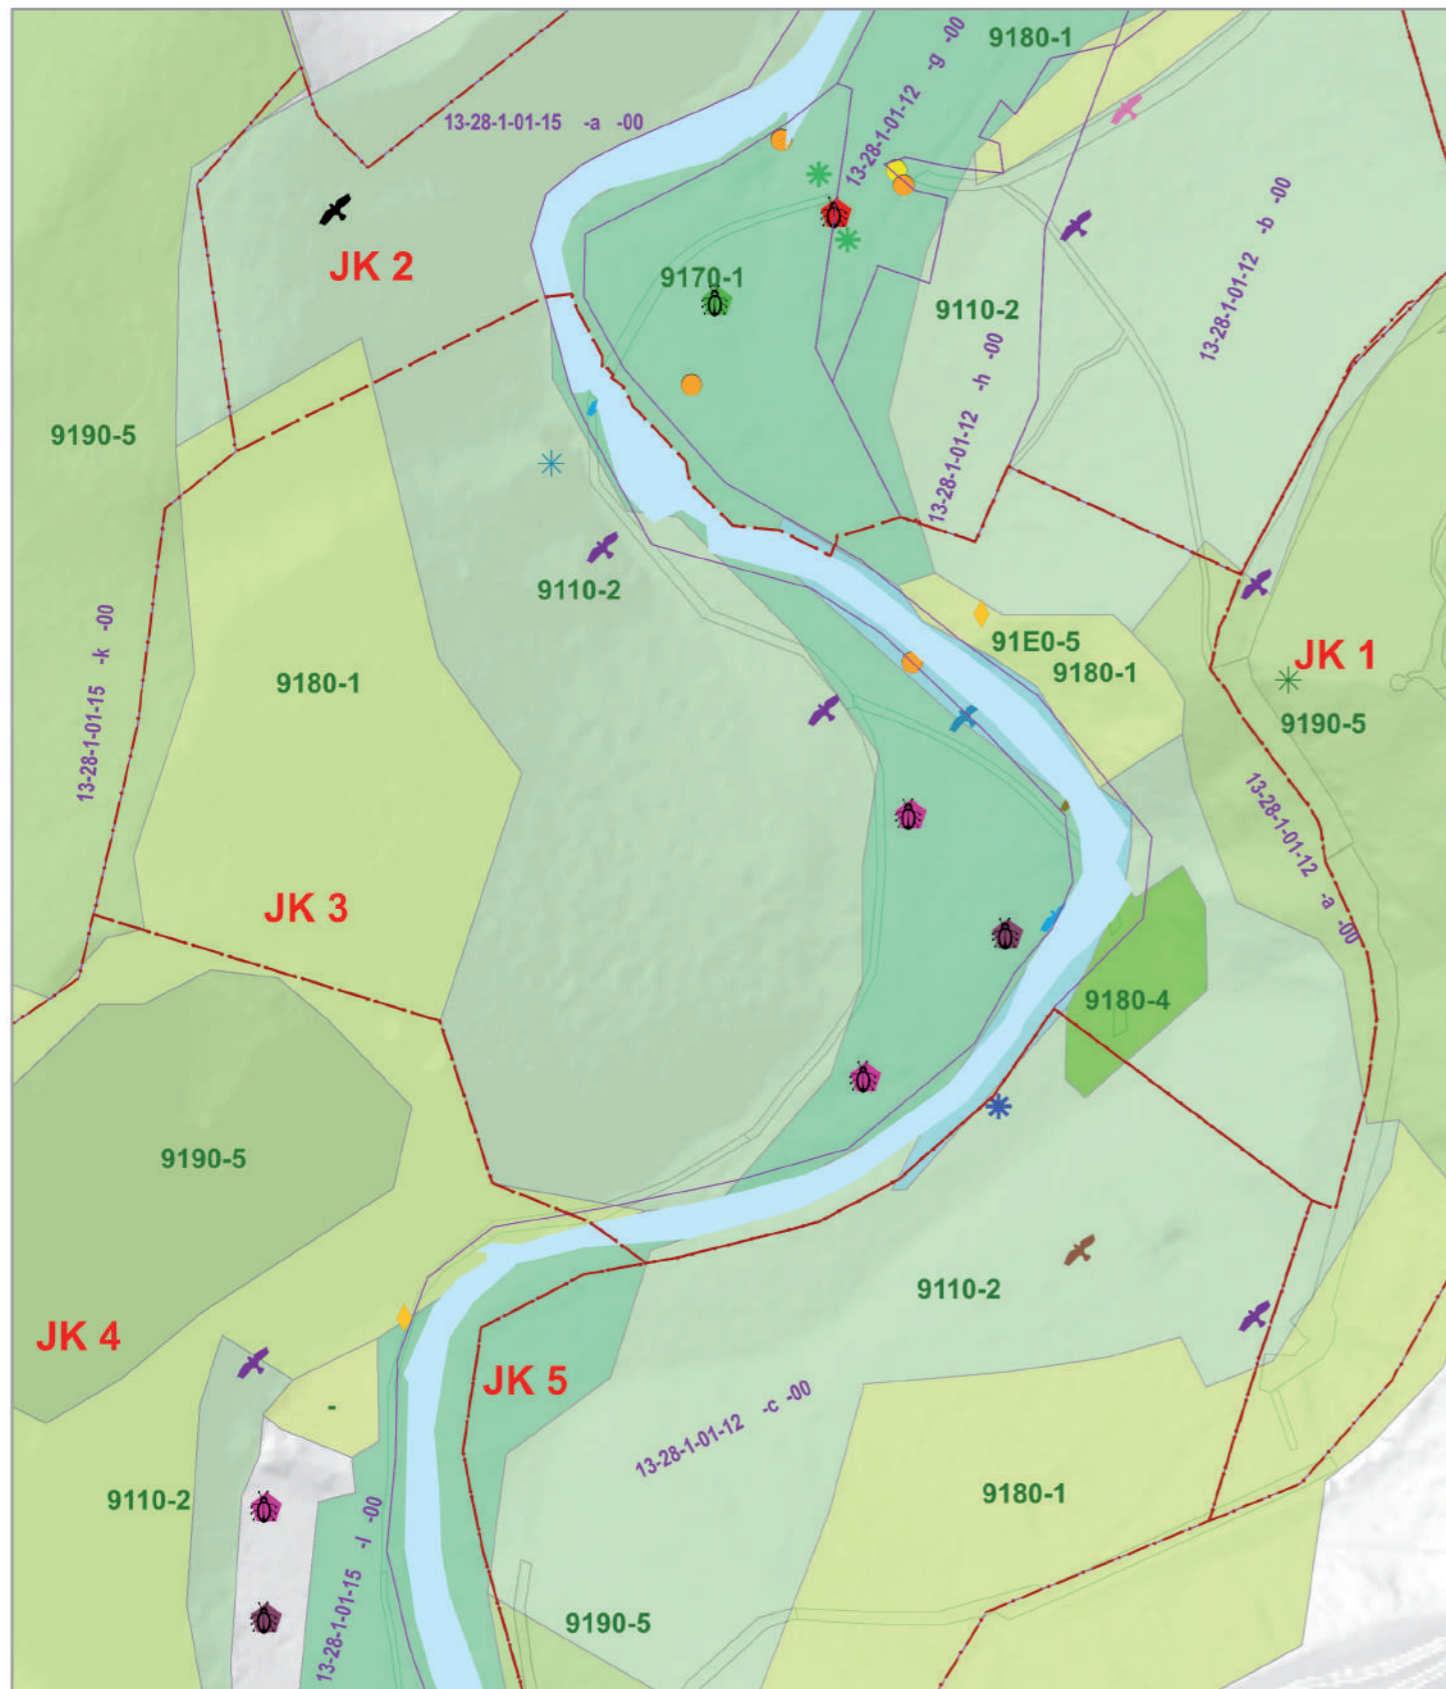 9180-1
13-28-1-01-12 -g -00
13-28-1-01-15 -a -00
13-28-1-01-12 -b -00
JK 2
9170-1
9110-2
13-28-1-01-12 -h -00
9190-5
9110-2
91E0-5
9180-1
JK 1
9180-1
13-28-1-01-15 -k -00
9190-5
13-28-1-01-12 -a -00
JK 3
9180-4
9190-5
9110-2
JK 4
JK 5
-
13-28-1-01-12 -c -00
9110-2
9180-1
13-28-1-01-15 -l -00
9190-5